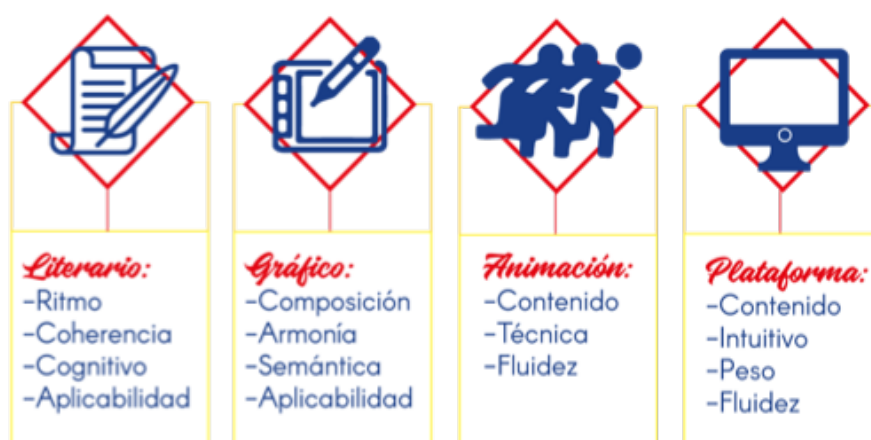 Literario:
-Ritmo
-Coherencia
-Cognitivo
-Aplicabilidad
Gráfico:
-Composición
-Armonía
-Semántica
-Aplicabilidad
Animación:
-Contenido
-Técnica
-Fluidez
Plataforma:
-Contenido
-Intuitivo
-Peso
-Fluidez